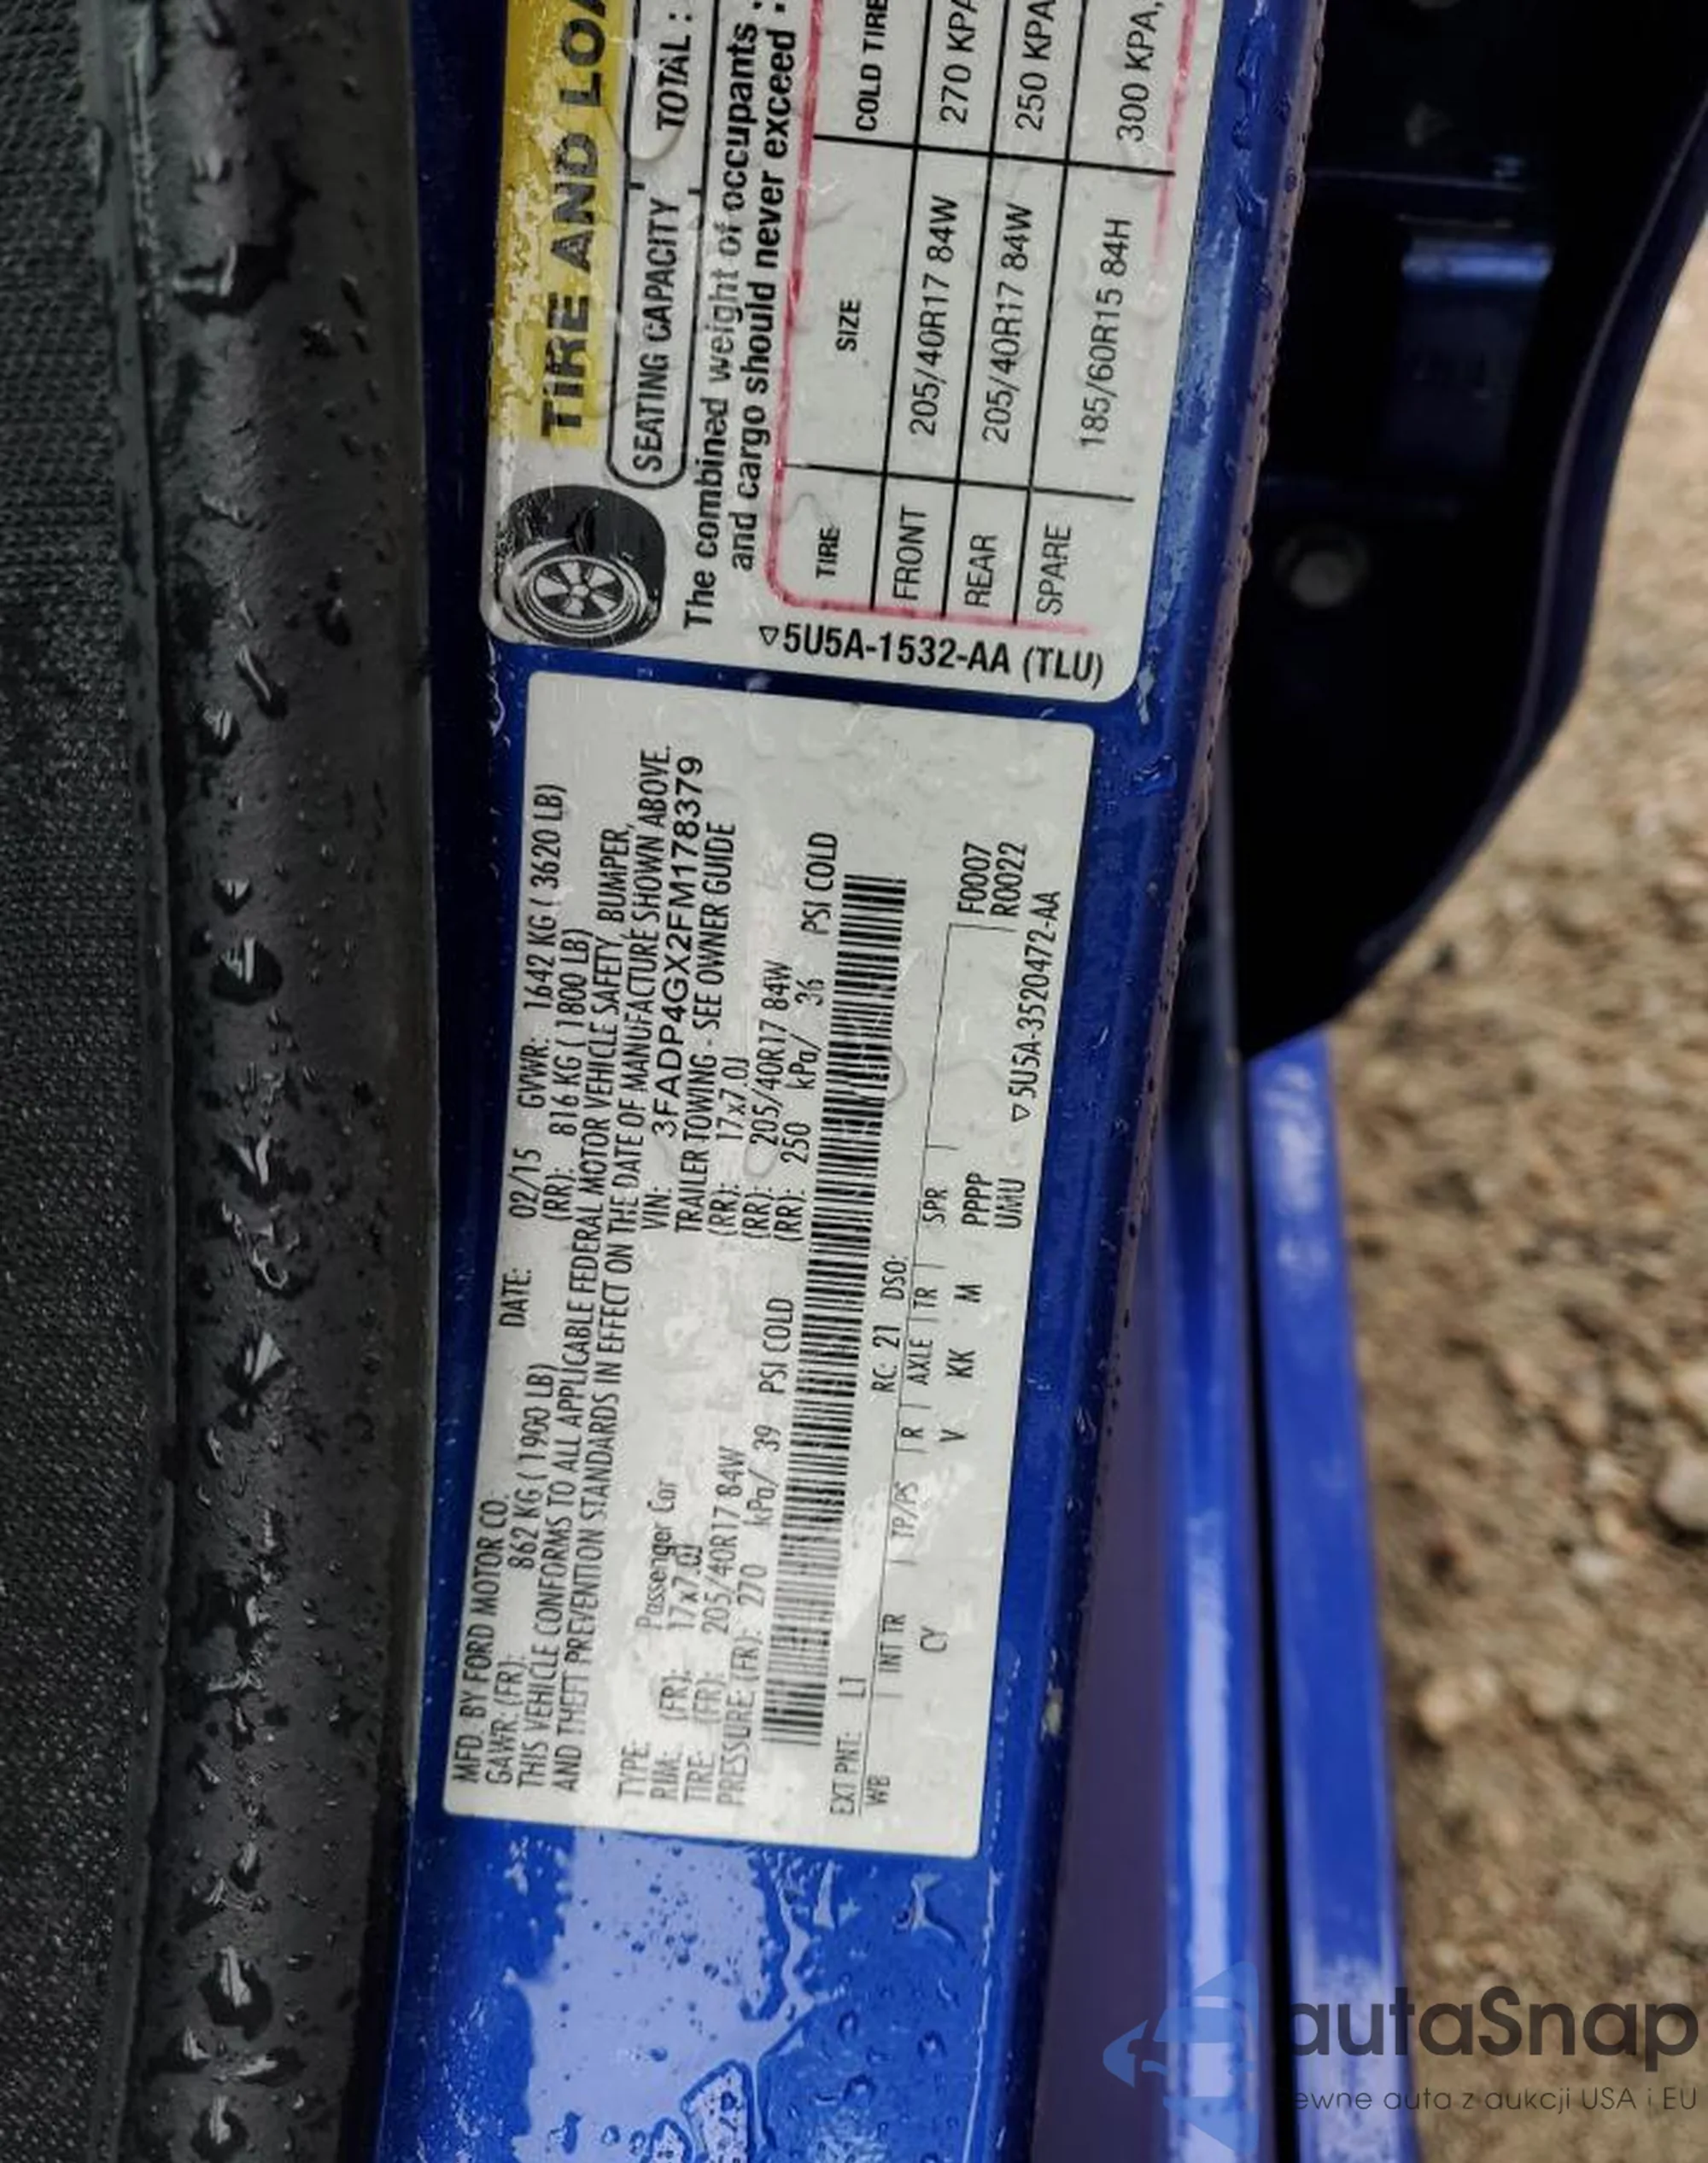 TIRE AND LOA
SEATING CAPACITY
TOTAL :
The combined weight of occupants
and cargo should never exceed :
TIRE SIZE COLD TIRE
FRONT 205/40R17 84W 270 KPA
REAR 205/40R17 84W 250 KPA
SPARE 185/60R15 84H 300 KPA,
5U5A-1532-AA (TLU)
MFD. BY FORD MOTOR CO. DATE: 02/15 GVWR: 1642 KG ( 3620 LB)
GAWR: (FR): 862 KG ( 1900 LB) (RR): 816 KG ( 1800 LB)
THIS VEHICLE CONFORMS TO ALL APPLICABLE FEDERAL MOTOR VEHICLE SAFETY, BUMPER,
AND THEFT PREVENTION STANDARDS IN EFFECT ON THE DATE OF MANUFACTURE SHOWN ABOVE.
VIN: 3FADP4GX2FM178379
TYPE: Passenger Car TRAILER TOWING - SEE OWNER GUIDE
RIM: (FR): 17x7.0J (RR): 17x7.0J
TIRE: (FR): 205/40R17 84W (RR): 205/40R17 84W
PRESSURE: (FR): 270 kPa/ 39 PSI COLD (RR): 250 kPa/ 36 PSI COLD
EXT PNT: L1 RC: 21 DSO:
WB INT TR TP/PS R AXLE TR SPR F0007
CY V KK M PPPP R0022
UMU 5U5A-3520472-AA
autaSnap
ewne auta z aukcji USA i EU